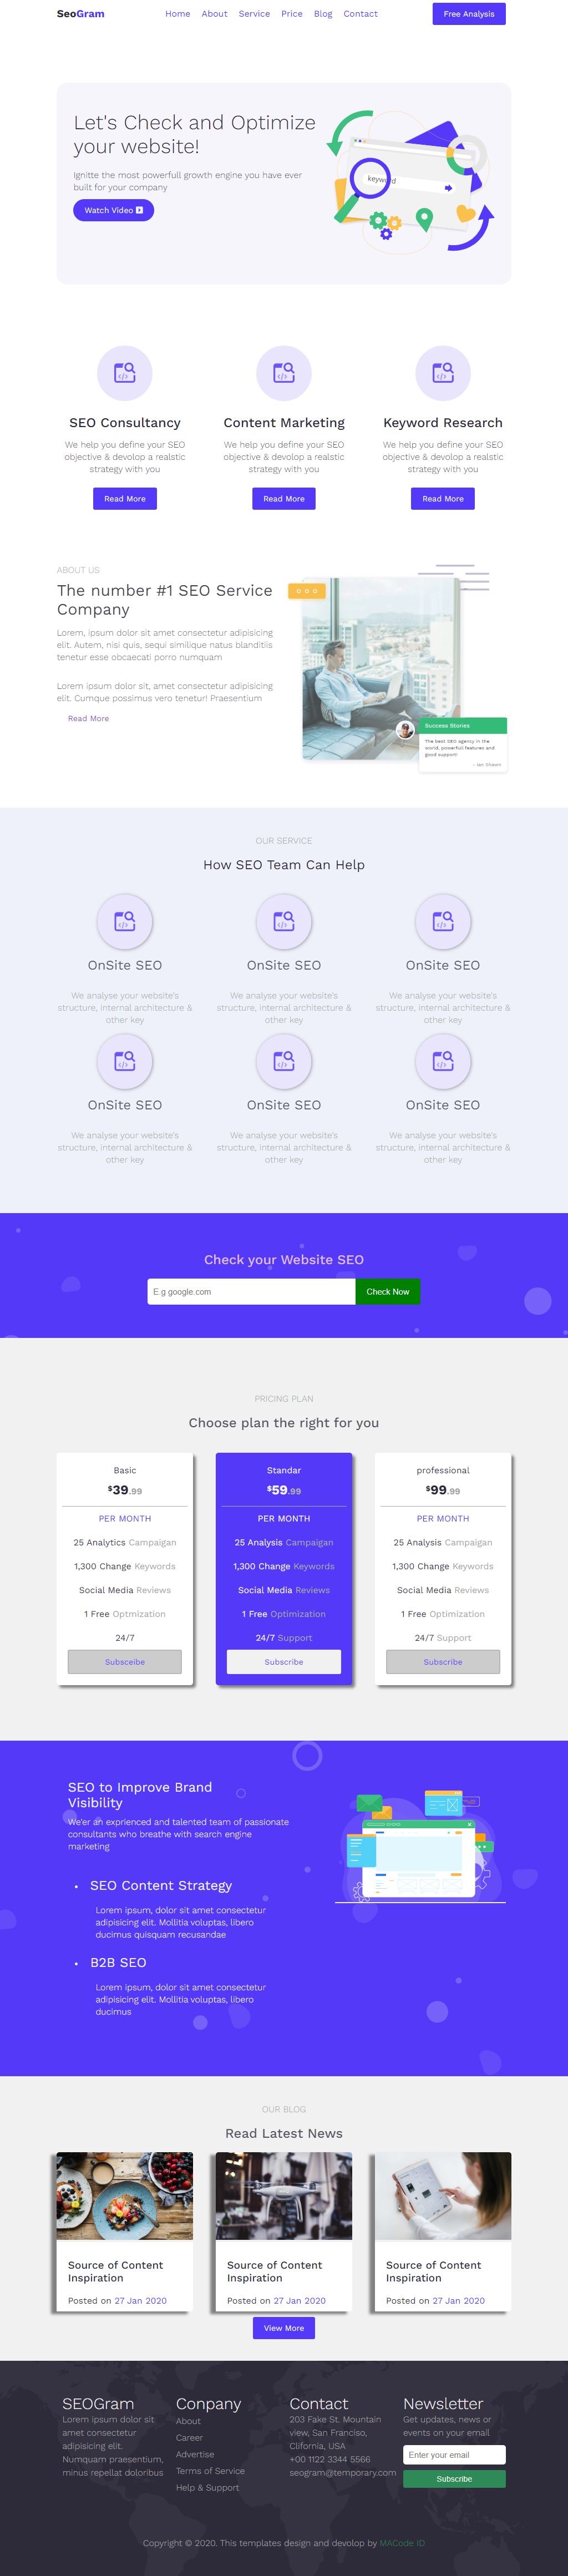 SeoGram
Home About Service Price Blog Contact
Free Analysis
Let's Check and Optimize
your website!
Ignitte the most powerfull growth engine you have ever
built for your company
Watch Video
keyword
SEO Consultancy
We help you define your SEO
objective & devolop a realstic
strategy with you
Read More
Content Marketing
We help you define your SEO
objective & devolop a realstic
strategy with you
Read More
Keyword Research
We help you define your SEO
objective & devolop a realstic
strategy with you
Read More
ABOUT US
The number #1 SEO Service
Company
Lorem, ipsum dolor sit amet consectetur adipisicing
elit. Autem, nisi quis, sequi similique natus blanditiis
tenetur esse obcaecati porro numquam
Lorem ipsum dolor sit, amet consectetur adipisicing
elit. Cumque possimus vero tenetur! Praesentium
Read More
Success Stories
The best SEO agency in the
world, powerfull features and
good support!
- Ian Shawn
OUR SERVICE
How SEO Team Can Help
OnSite SEO
We analyse your website's
structure, internal architecture &
other key
OnSite SEO
We analyse your website's
structure, internal architecture &
other key
OnSite SEO
We analyse your website's
structure, internal architecture &
other key
OnSite SEO
We analyse your website's
structure, internal architecture &
other key
OnSite SEO
We analyse your website's
structure, internal architecture &
other key
OnSite SEO
We analyse your website's
structure, internal architecture &
other key
Check your Website SEO
E.g google.com
Check Now
PRICING PLAN
Choose plan the right for you
Basic
$39.99
PER MONTH
25 Analytics Campaigan
1,300 Change Keywords
Social Media Reviews
1 Free Optmization
24/7
Subsceibe
Standar
$59.99
PER MONTH
25 Analysis Campaigan
1,300 Change Keywords
Social Media Reviews
1 Free Optimization
24/7 Support
Subscribe
professional
$99.99
PER MONTH
25 Analysis Campaigan
1,300 Change Keywords
Social Media Reviews
1 Free Optimization
24/7 Support
Subscribe
SEO to Improve Brand
Visibility
We'er an exprienced and talented team of passionate
consultants who breathe with search engine
marketing
SEO Content Strategy
Lorem ipsum, dolor sit amet consectetur
adipisicing elit. Mollitia voluptas, libero
ducimus quisquam recusandae
B2B SEO
Lorem ipsum, dolor sit amet consectetur
adipisicing elit. Mollitia voluptas, libero
ducimus
OUR BLOG
Read Latest News
Source of Content
Inspiration
Posted on 27 Jan 2020
Source of Content
Inspiration
Posted on 27 Jan 2020
Source of Content
Inspiration
Posted on 27 Jan 2020
View More
SEOGram
Lorem ipsum dolor sit
amet consectetur
adipisicing elit.
Numquam praesentium,
minus repellat doloribus
Conpany
About
Career
Advertise
Terms of Service
Help & Support
Contact
203 Fake St. Mountain
view, San Franciso,
Clifornia, USA
+00 1122 3344 5566
seogram@temporary.com
Newsletter
Get updates, news or
events on your email
Enter your email
Subscribe
Copyright © 2020. This templates design and devolop by MACode ID